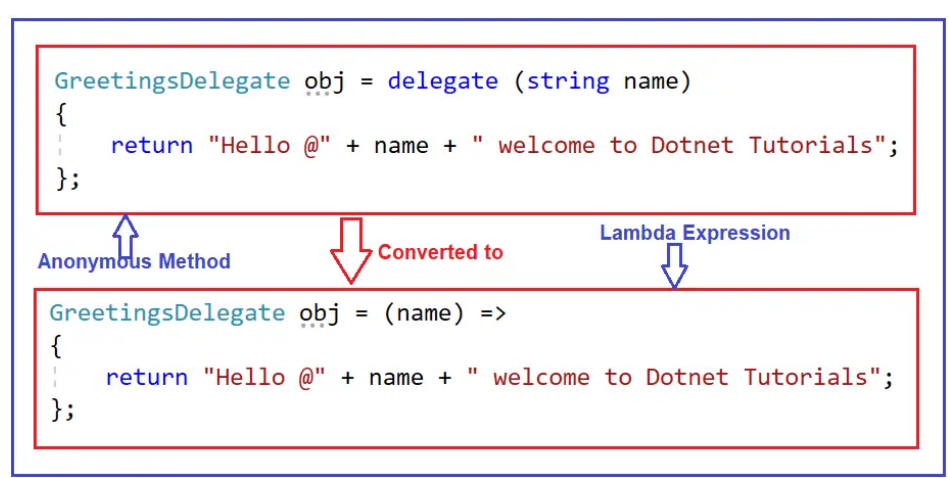 GreetingsDelegate obj = delegate (string name)
{
return "Hello @" + name + " welcome to Dotnet Tutorials";
};
Anonymous Method
Converted to
Lambda Expression
GreetingsDelegate obj = (name) =>
{
return "Hello @" + name + " welcome to Dotnet Tutorials";
};